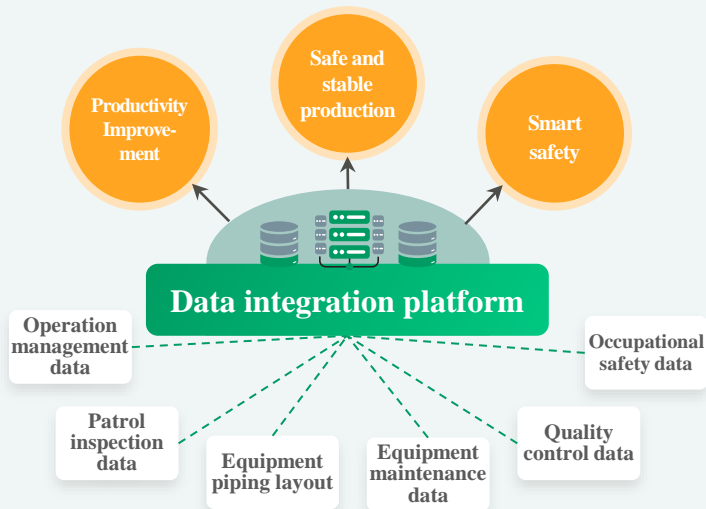 Productivity
Improve-
ment
Safe and
stable
production
Smart
safety
Data integration platform
Operation
management
data
Patrol
inspection
data
Equipment
piping layout
Equipment
maintenance
data
Quality
control data
Occupational
safety data